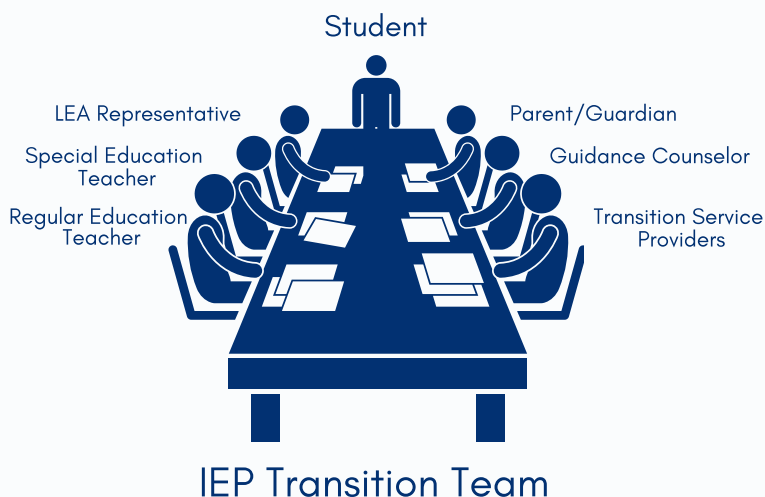 Student
LEA Representative
Special Education
Teacher
Regular Education
Teacher
Parent/Guardian
Guidance Counselor
Transition Service
Providers
IEP Transition Team